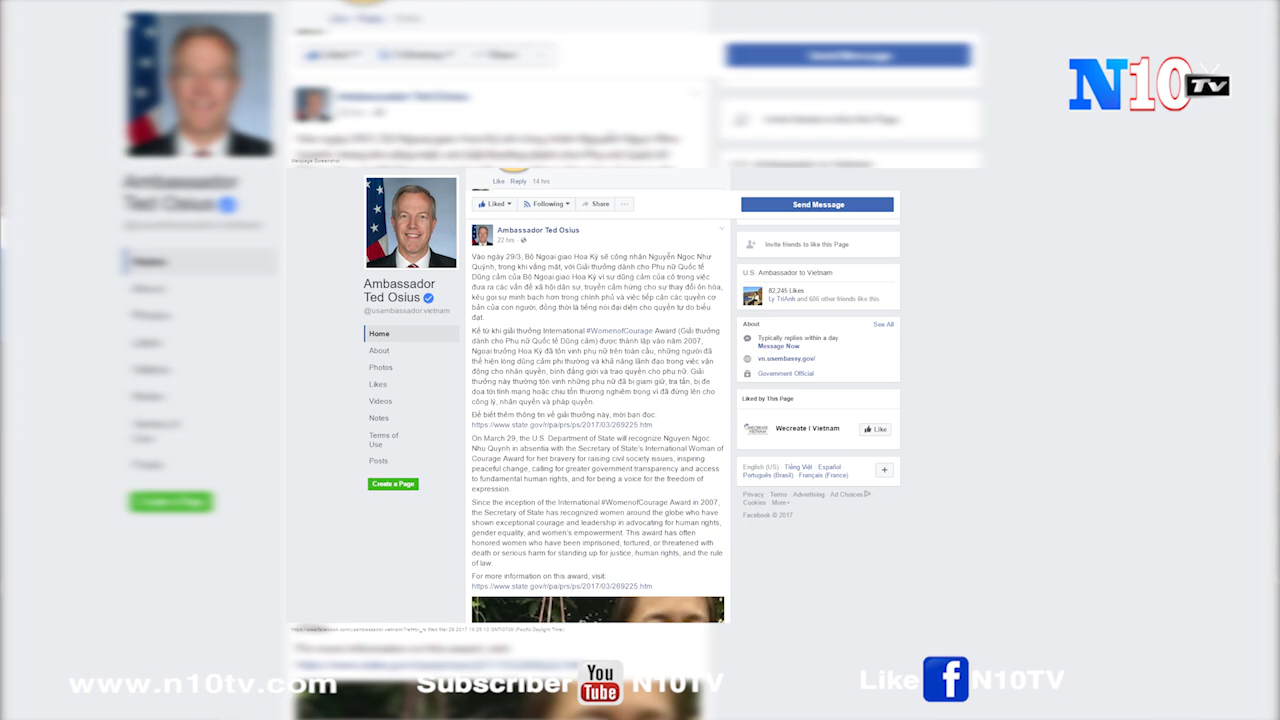 N10
TV
Webpage Screenshot
Like · Reply · 14 hrs
Liked
Following
Share
Send Message
Ambassador
Ted Osius
@usambassador.vietnam
Home
About
Photos
Likes
Videos
Notes
Terms of
Use
Posts
Create a Page
Ambassador Ted Osius
22 hrs
Vào ngày 29/3, Bộ Ngoại giao Hoa Kỳ sẽ công nhân Nguyễn Ngọc Như
Quỳnh, trong khi vắng mặt, với Giải thưởng dành cho Phụ nữ Quốc tế
Dũng cảm của Bộ Ngoại giao Hoa Kỳ vì sự dũng cảm của cô trong việc
đưa ra các vấn đề xã hội dân sự, truyền cảm hứng cho sự thay đổi ôn hòa,
kêu gọi sự minh bạch hơn trong chính phủ và việc tiếp cận các quyền cơ
bản của con người, đồng thời là tiếng nói đại diện cho quyền tự do biểu
đạt.
Kể từ khi giải thưởng International #WomenofCourage Award (Giải thưởng
dành cho Phụ nữ Quốc tế Dũng cảm) được thành lập vào năm 2007,
Ngoại trưởng Hoa Kỳ đã tôn vinh phụ nữ trên toàn cầu, những người đã
thể hiện lòng dũng cảm phi thường và khả năng lãnh đạo trong việc vận
động cho nhân quyền, bình đẳng giới và trao quyền cho phụ nữ. Giải
thưởng này thường tôn vinh những phụ nữ đã bị giam giữ, tra tấn, bị đe
dọa tới tính mạng hoặc chịu tổn thương nghiêm trọng vì đã đứng lên cho
công lý, nhân quyền và pháp quyền.
Để biết thêm thông tin về giải thưởng này, mời bạn đọc:
https://www.state.gov/r/pa/prs/ps/2017/03/269225.htm
On March 29, the U.S. Department of State will recognize Nguyen Ngoc
Nhu Quynh in absentia with the Secretary of State's International Woman of
Courage Award for her bravery for raising civil society issues, inspiring
peaceful change, calling for greater government transparency and access
to fundamental human rights, and for being a voice for the freedom of
expression.
Since the inception of the International #WomenofCourage Award in 2007,
the Secretary of State has recognized women around the globe who have
shown exceptional courage and leadership in advocating for human rights,
gender equality, and women's empowerment. This award has often
honored women who have been imprisoned, tortured, or threatened with
death or serious harm for standing up for justice, human rights, and the rule
of law.
For more information on this award, visit:
https://www.state.gov/r/pa/prs/ps/2017/03/269225.htm
Invite friends to like this Page
U.S. Ambassador to Vietnam
82,245 Likes
Ly TriAnh and 606 other friends like this
About
See All
Typically replies within a day
Message Now
vn.usembassy.gov/
Government Official
Liked by This Page
Wecreate | Vietnam
Like
English (US) · Tiếng Việt · Español
Português (Brasil) · Français (France)
Privacy · Terms · Advertising · Ad Choices
Cookies · More
Facebook © 2017
www.n10tv.com
Subscriber You Tube N10TV
Like f N10TV